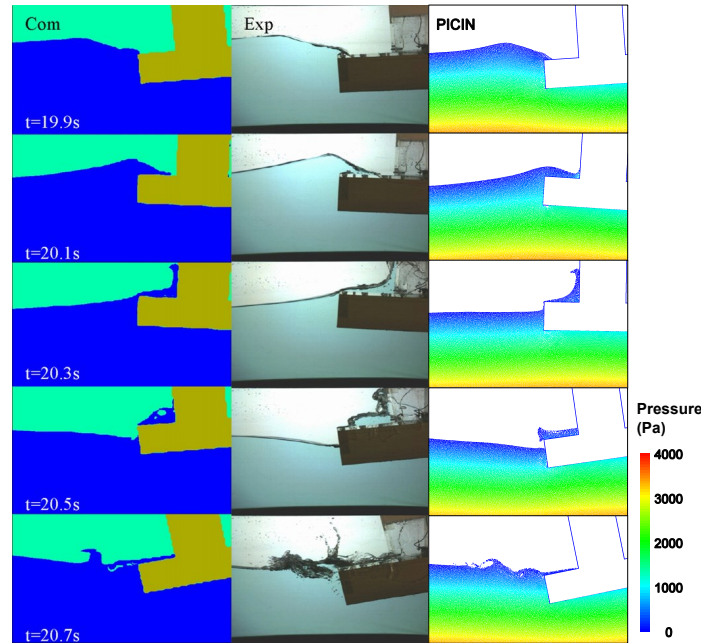 Com
Exp
PICIN
t=19.9s
t=20.1s
t=20.3s
t=20.5s
t=20.7s
Pressure
(Pa)
4000
3000
2000
1000
0